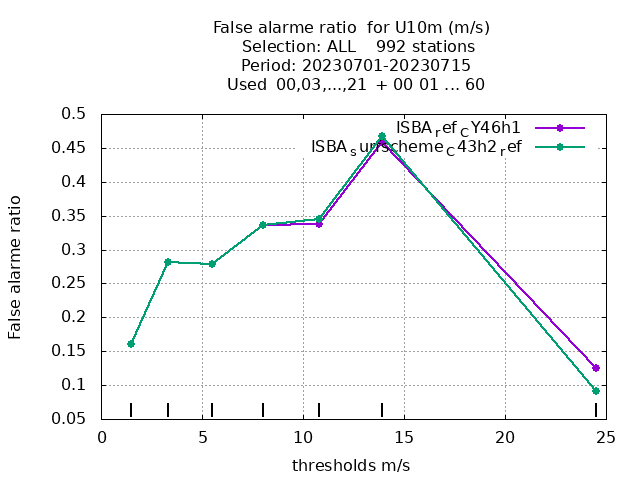 False alarme ratio  for U10m (m/s)
Selection: ALL    992 stations
Period: 20230701-20230715
Used  00,03,...,21  + 00 01 ... 60
ISBA_ref_CY46h1
ISBA_surfscheme_C43h2_ref
False alarme ratio
0.5
0.45
0.4
0.35
0.3
0.25
0.2
0.15
0.1
0.05
0 5 10 15 20 25
thresholds m/s